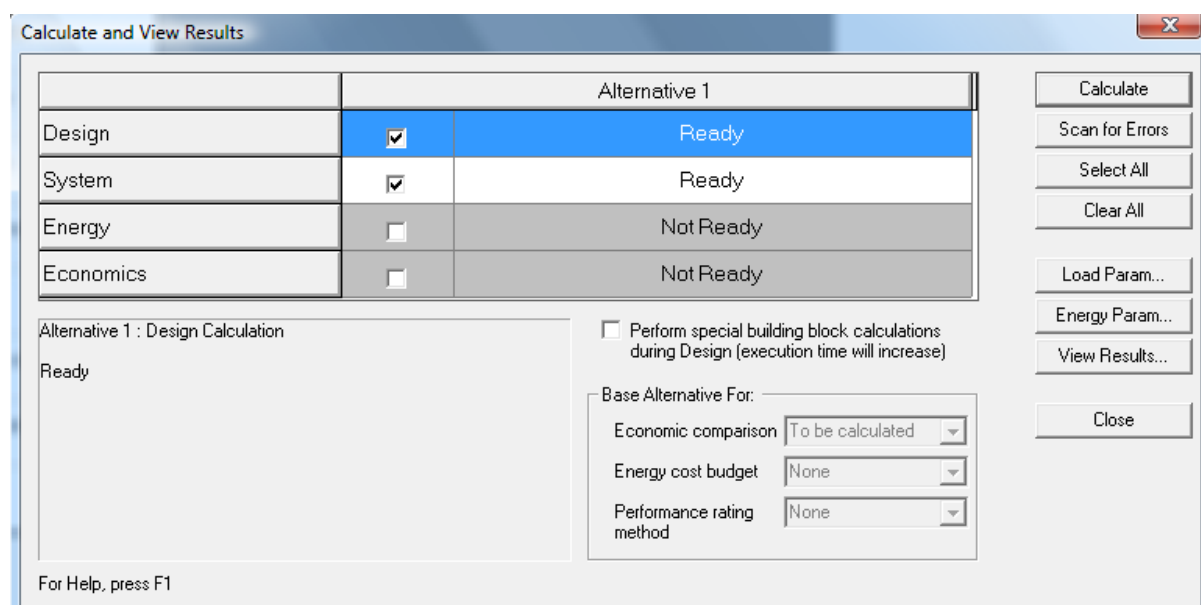 Calculate and View Results
Alternative 1
Design Ready
System Ready
Energy Not Ready
Economics Not Ready
Calculate
Scan for Errors
Select All
Clear All
Load Param...
Energy Param...
View Results...
Close
Alternative 1 : Design Calculation
Ready
Perform special building block calculations
during Design (execution time will increase)
Base Alternative For:
Economic comparison To be calculated
Energy cost budget None
Performance rating None
method
For Help, press F1